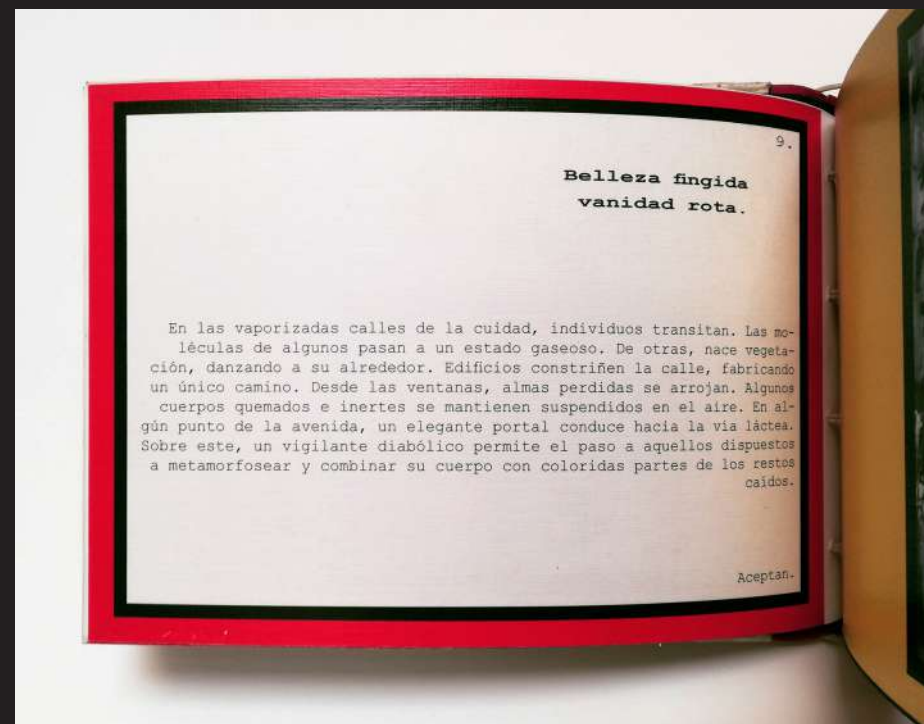 9.
Belleza fingida
vanidad rota.
En las vaporizadas calles de la cuidad, individuos transitan. Las mo-
léculas de algunos pasan a un estado gaseoso. De otras, nace vegeta-
ción, danzando a su alrededor. Edificios constriñen la calle, fabricando
un único camino. Desde las ventanas, almas perdidas se arrojan. Algunos
cuerpos quemados e inertes se mantienen suspendidos en el aire. En al-
gún punto de la avenida, un elegante portal conduce hacia la vía láctea.
Sobre este, un vigilante diabólico permite el paso a aquellos dispuestos
a metamorfosear y combinar su cuerpo con coloridas partes de los restos
caídos.
Aceptan.